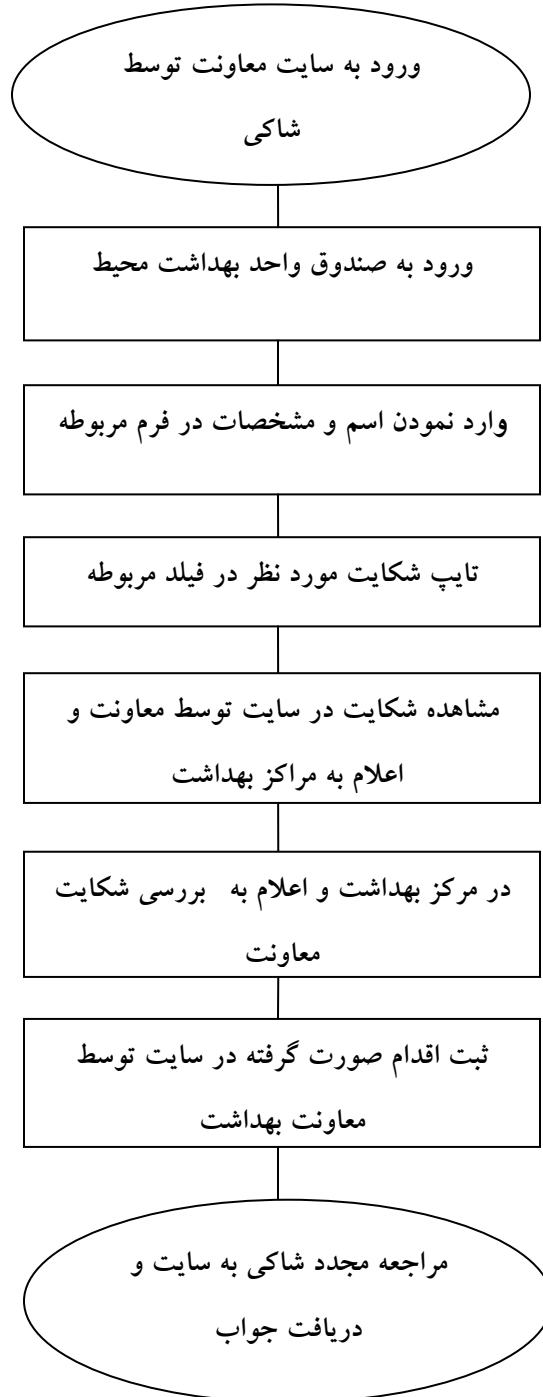 ورود به سایت معاونت توسط
شاکی
ورود به صندوق واحد بهداشت محیط
وارد نمودن اسم و مشخصات در فرم مربوطه
تایپ شکایت مورد نظر در فیلد مربوطه
مشاهده شکایت در سایت توسط معاونت و
اعلام به مراکز بهداشت
در مرکز بهداشت و اعلام به بررسی شکایت
معاونت
ثبت اقدام صورت گرفته در سایت توسط
معاونت بهداشت
مراجعه مجدد شاکی به سایت و
دریافت جواب